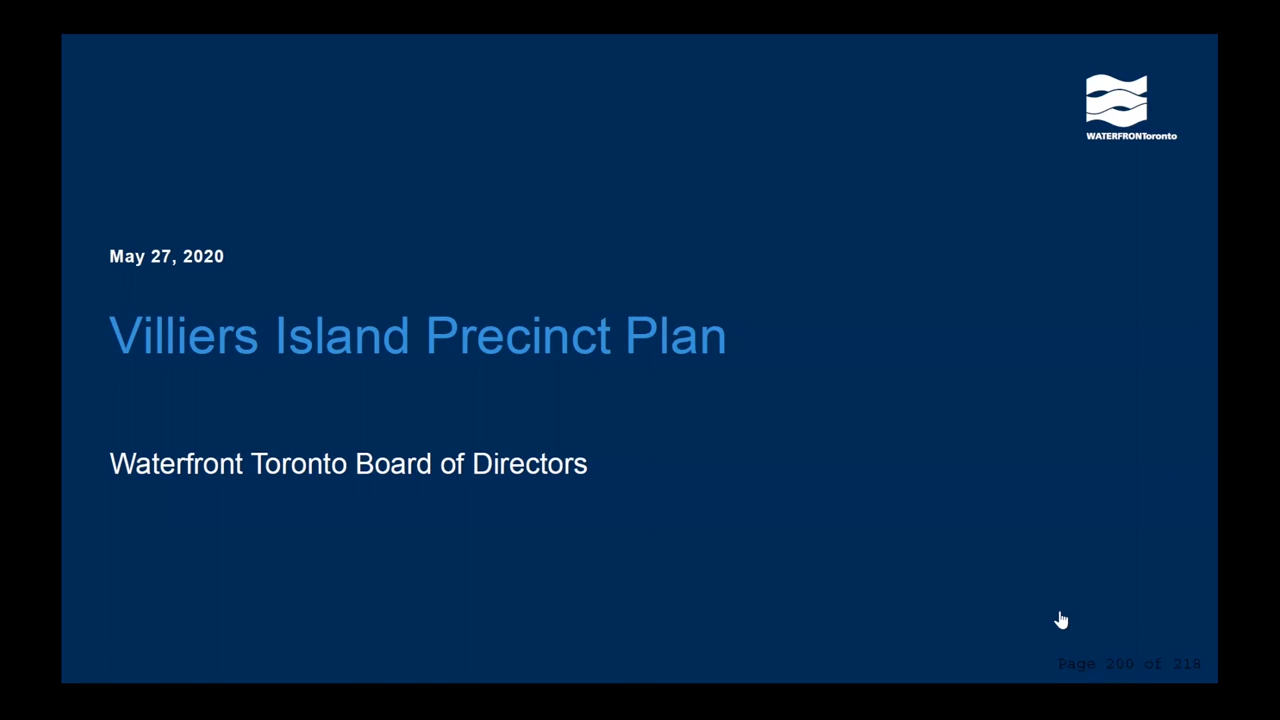 WATERFRONToronto
May 27, 2020
Villiers Island Precinct Plan
Waterfront Toronto Board of Directors
Page 200 of 218